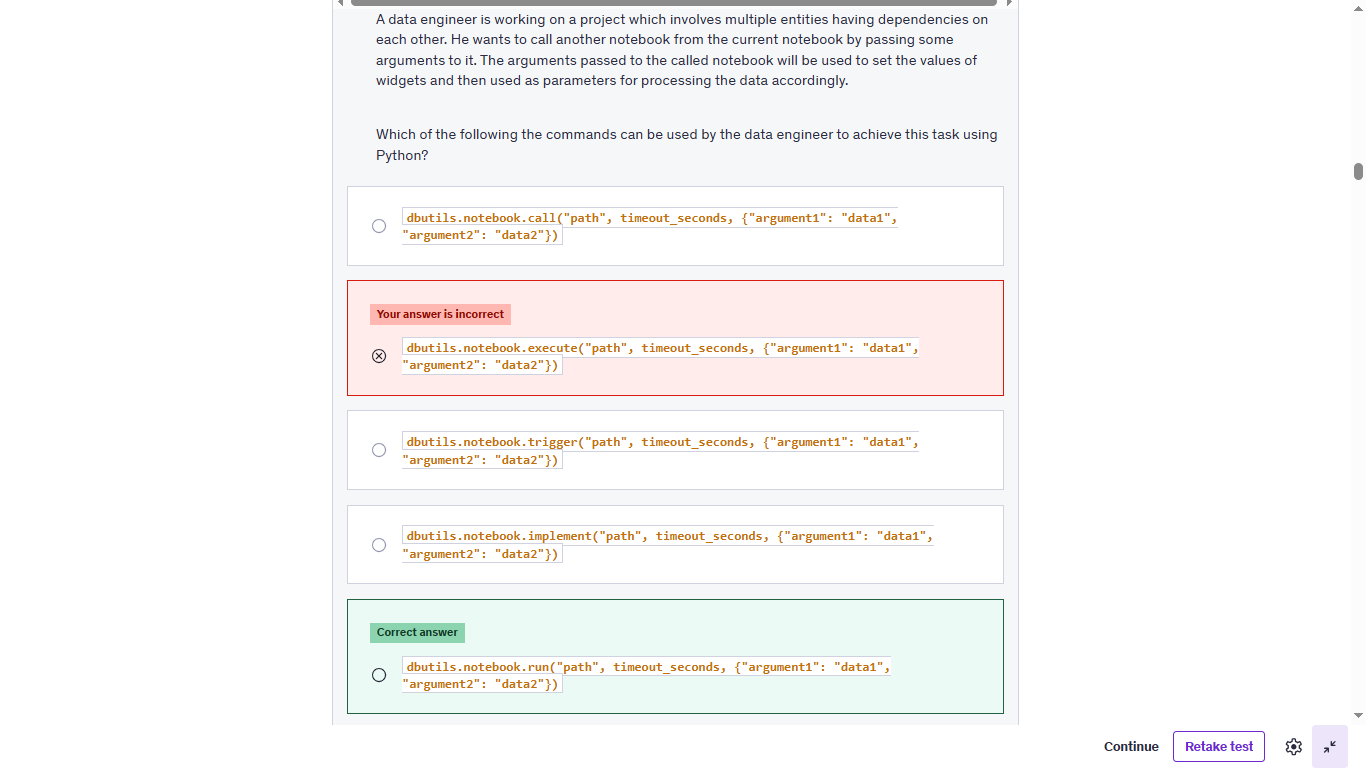 A data engineer is working on a project which involves multiple entities having dependencies on
each other. He wants to call another notebook from the current notebook by passing some
arguments to it. The arguments passed to the called notebook will be used to set the values of
widgets and then used as parameters for processing the data accordingly.
Which of the following the commands can be used by the data engineer to achieve this task using
Python?
dbutils.notebook.call("path", timeout_seconds, {"argument1": "data1",
"argument2": "data2"})
Your answer is incorrect
dbutils.notebook.execute("path", timeout_seconds, {"argument1": "data1",
"argument2": "data2"})
dbutils.notebook.trigger("path", timeout_seconds, {"argument1": "data1",
"argument2": "data2"})
dbutils.notebook.implement("path", timeout_seconds, {"argument1": "data1",
"argument2": "data2"})
Correct answer
dbutils.notebook.run("path", timeout_seconds, {"argument1": "data1",
"argument2": "data2"})
Continue
Retake test